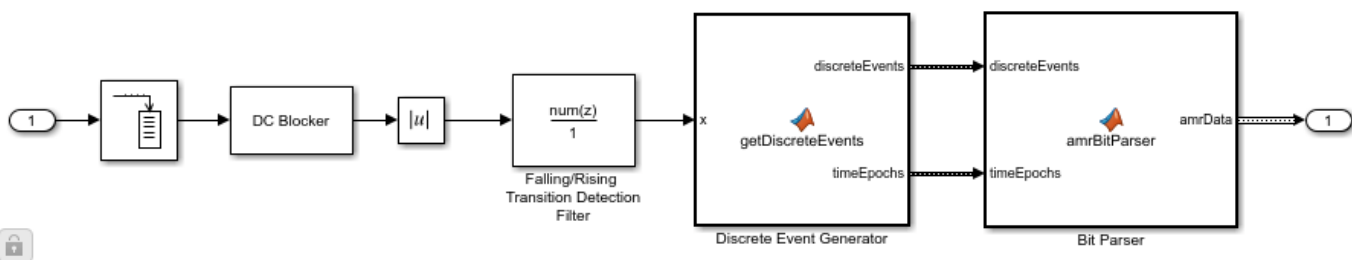 1
DC Blocker
|u|
num(z)
1
Falling/Rising
Transition Detection
Filter
x
discreteEvents
getDiscreteEvents
timeEpochs
Discrete Event Generator
discreteEvents
amrData
amrBitParser
timeEpochs
Bit Parser
1